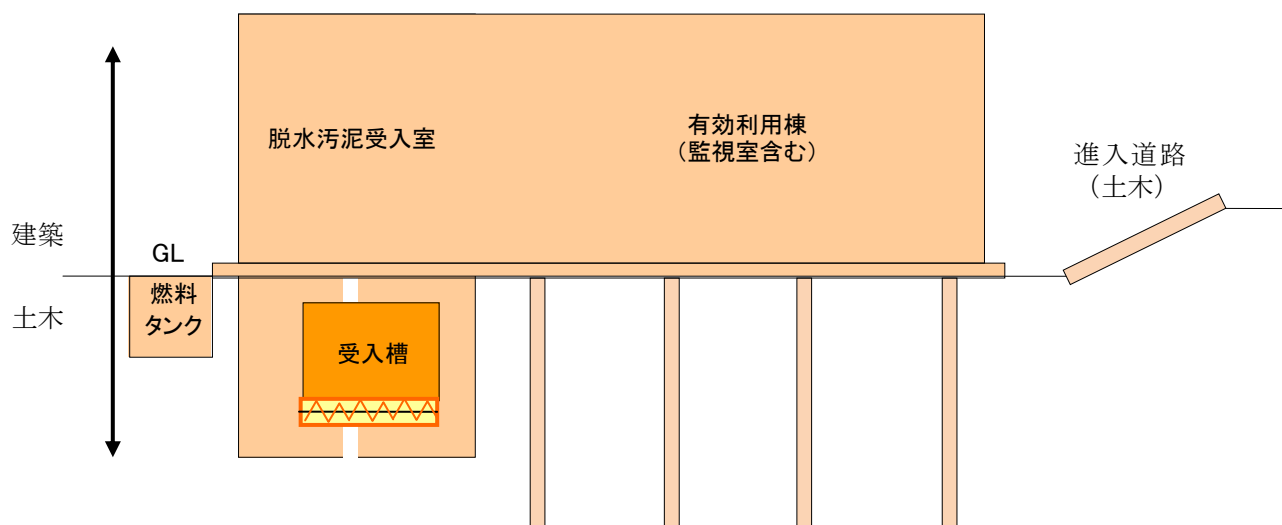 脱水汚泥受入室
有効利用棟
（監視室含む）
進入道路
（土木）
建築
GL
土木
燃料
タンク
受入槽